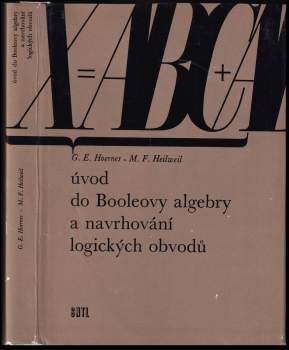 X=ABC+A
G. E. Hoernes - M. F. Heilweil
úvod
do Booleovy algebry
a navrhování
logických obvodů
SNTL
úvod do Booleovy algebry
a navrhování
logických obvodů
G. E. Hoernes - M. F. Heilweil